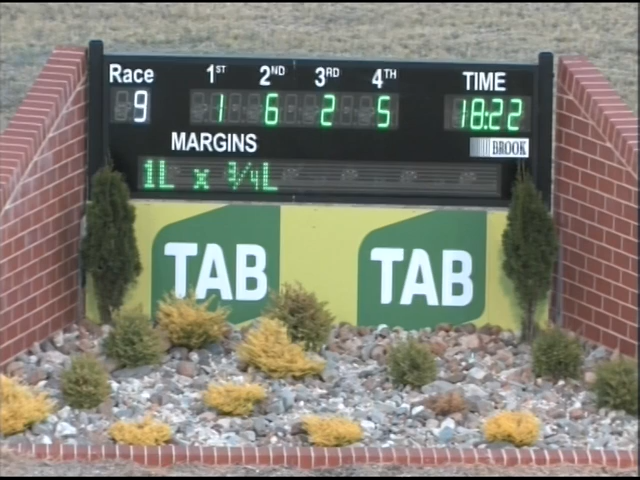 Race 1ST 2ND 3RD 4TH TIME
9 1 6 2 5 18:22
MARGINS BROOK
1L x 3/4L
TAB TAB